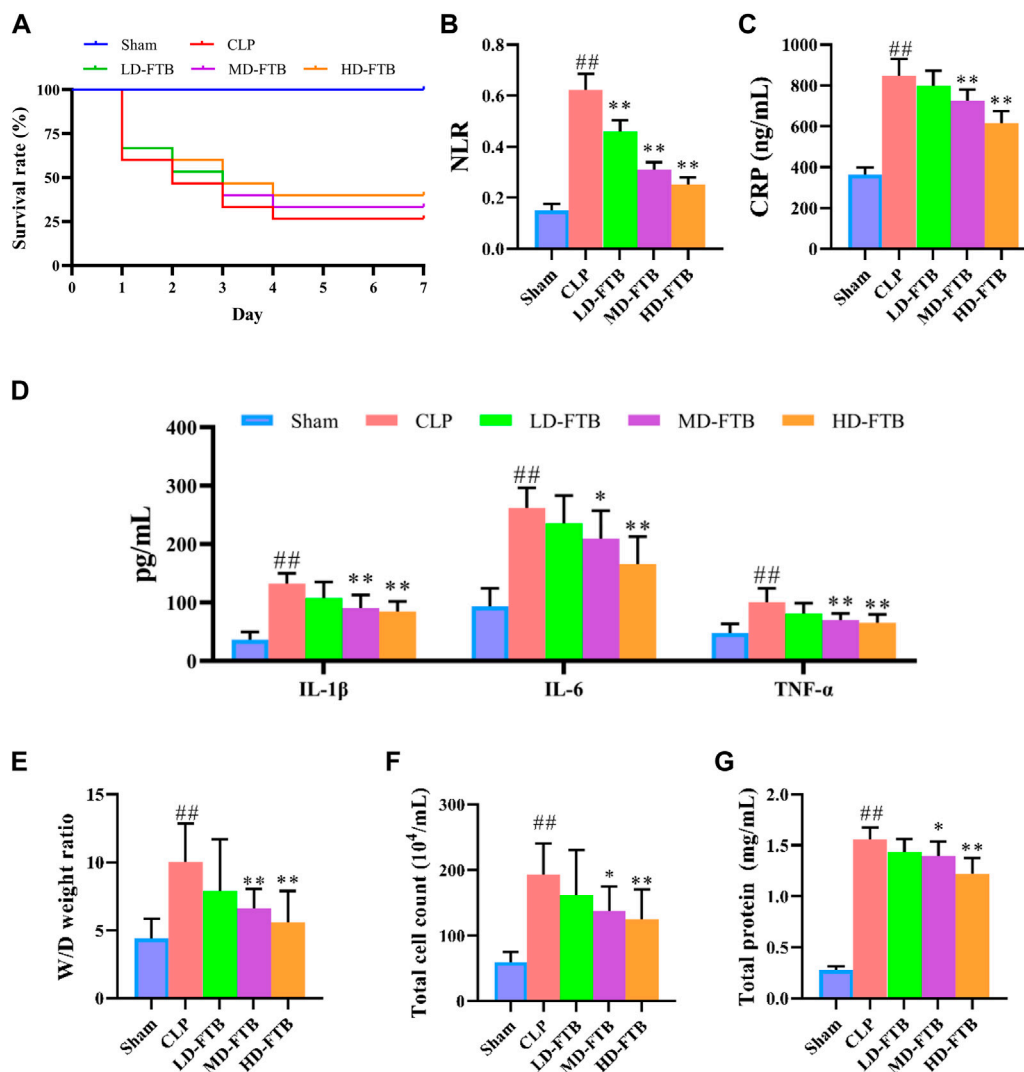 A
Sham
CLP
LD-FTB
MD-FTB
HD-FTB
Survival rate (%)
100
75
50
25
0
0 1 2 3 4 5 6 7
Day
B
NLR
0.8
0.6
0.4
0.2
0.0
##
**
**
**
Sham
CLP
LD-FTB
MD-FTB
HD-FTB
C
CRP (ng/mL)
1000
800
600
400
200
0
##
**
**
Sham
CLP
LD-FTB
MD-FTB
HD-FTB
D
Sham CLP LD-FTB MD-FTB HD-FTB
pg/mL
400
300
200
100
0
##
**
**
##
*
**
##
**
**
IL-1β IL-6 TNF-α
E
W/D weight ratio
15
10
5
0
##
**
**
Sham
CLP
LD-FTB
MD-FTB
HD-FTB
F
Total cell count (10⁴/mL)
300
200
100
0
##
*
**
Sham
CLP
LD-FTB
MD-FTB
HD-FTB
G
Total protein (mg/mL)
2.0
1.5
1.0
0.5
0.0
##
*
**
Sham
CLP
LD-FTB
MD-FTB
HD-FTB